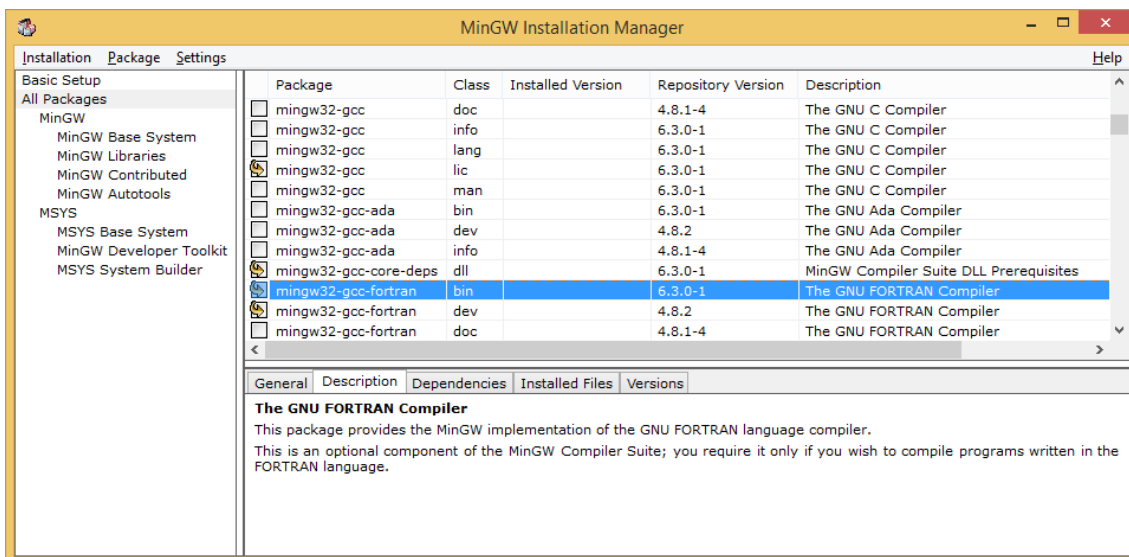 MinGW Installation Manager
Installation Package Settings Help
Basic Setup
All Packages
MinGW
MinGW Base System
MinGW Libraries
MinGW Contributed
MinGW Autotools
MSYS
MSYS Base System
MinGW Developer Toolkit
MSYS System Builder
Package Class Installed Version Repository Version Description
mingw32-gcc doc 4.8.1-4 The GNU C Compiler
mingw32-gcc info 6.3.0-1 The GNU C Compiler
mingw32-gcc lang 6.3.0-1 The GNU C Compiler
mingw32-gcc lic 6.3.0-1 The GNU C Compiler
mingw32-gcc man 6.3.0-1 The GNU C Compiler
mingw32-gcc-ada bin 6.3.0-1 The GNU Ada Compiler
mingw32-gcc-ada dev 4.8.2 The GNU Ada Compiler
mingw32-gcc-ada info 4.8.1-4 The GNU Ada Compiler
mingw32-gcc-core-deps dll 6.3.0-1 MinGW Compiler Suite DLL Prerequisites
mingw32-gcc-fortran bin 6.3.0-1 The GNU FORTRAN Compiler
mingw32-gcc-fortran dev 4.8.2 The GNU FORTRAN Compiler
mingw32-gcc-fortran doc 4.8.1-4 The GNU FORTRAN Compiler
General Description Dependencies Installed Files Versions
The GNU FORTRAN Compiler
This package provides the MinGW implementation of the GNU FORTRAN language compiler.
This is an optional component of the MinGW Compiler Suite; you require it only if you wish to compile programs written in the
FORTRAN language.